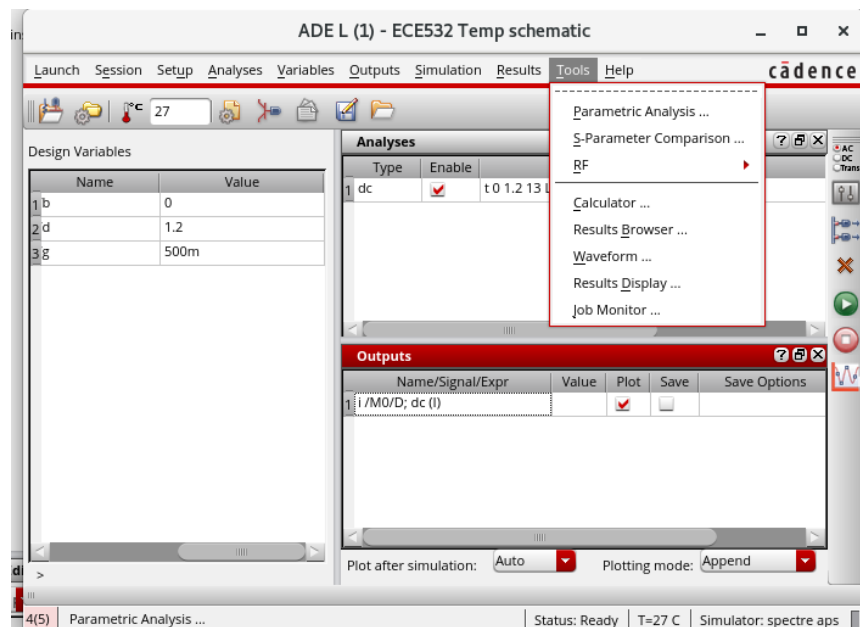 ADE L (1) - ECE532 Temp schematic
Launch Session Setup Analyses Variables Outputs Simulation Results Tools Help cādence
°C 27
Design Variables
Name Value
1 b 0
2 d 1.2
3 g 500m
>
Analyses
Type Enable
1 dc t 0 1.2 13
Parametric Analysis ...
S-Parameter Comparison ...
RF
Calculator ...
Results Browser ...
Waveform ...
Results Display ...
Job Monitor ...
AC
DC
Trans
Outputs
Name/Signal/Expr Value Plot Save Save Options
1 i /M0/D; dc (I)
Plot after simulation: Auto Plotting mode: Append
4(5) Parametric Analysis ... Status: Ready T=27 C Simulator: spectre aps